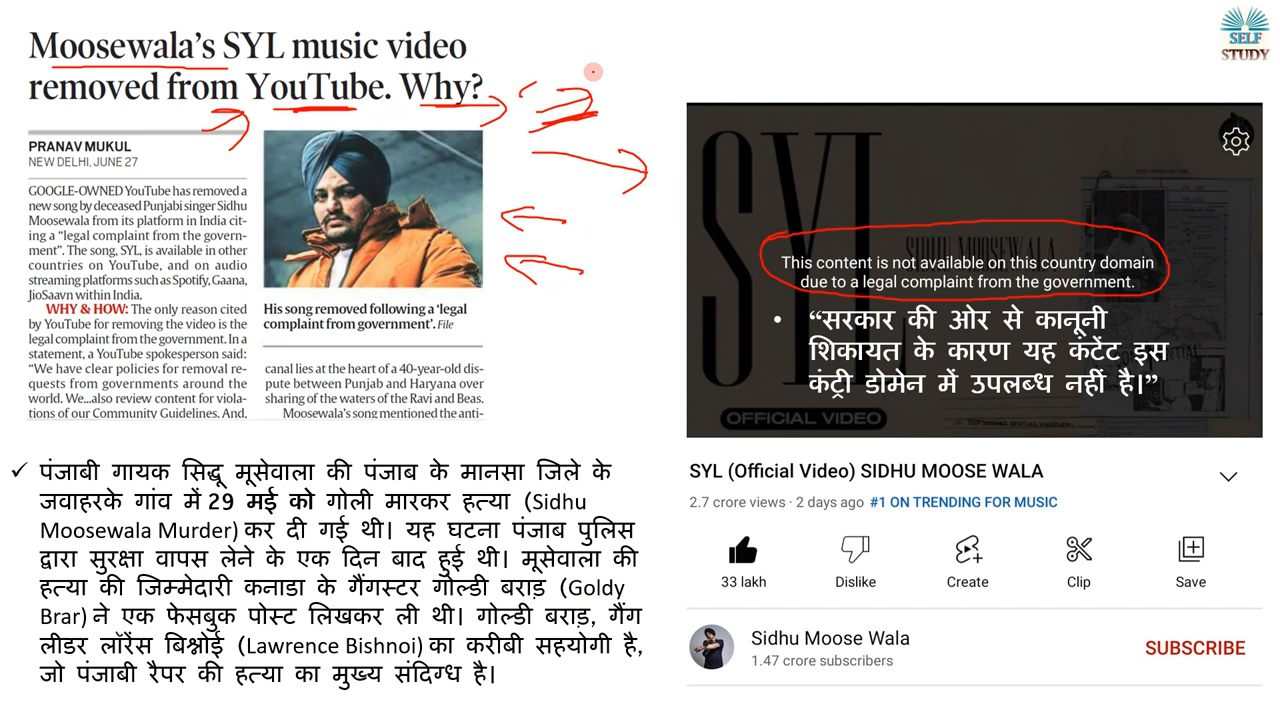 Moosewala's SYL music video
removed from YouTube. Why?
PRANAV MUKUL
NEW DELHI, JUNE 27
GOOGLE-OWNED YouTube has removed a
new song by deceased Punjabi singer Sidhu
Moosewala from its platform in India cit-
ing a "legal complaint from the govern-
ment". The song, SYL, is available in other
countries on YouTube, and on audio
streaming platforms such as Spotify, Gaana,
JioSaavn within India.
WHY & HOW: The only reason cited
by YouTube for removing the video is the
legal complaint from the government. In a
statement, a YouTube spokesperson said:
"We have clear policies for removal re-
quests from governments around the
world. We...also review content for viola-
tions of our Community Guidelines. And,
His song removed following a 'legal
complaint from government'. File
canal lies at the heart of a 40-year-old dis-
pute between Punjab and Haryana over
sharing of the waters of the Ravi and Beas.
Moosewala's song mentioned the anti-
✓ पंजाबी गायक सिद्धू मूसेवाला की पंजाब के मानसा जिले के
जवाहरके गांव में 29 मई को गोली मारकर हत्या (Sidhu
Moosewala Murder) कर दी गई थी। यह घटना पंजाब पुलिस
द्वारा सुरक्षा वापस लेने के एक दिन बाद हुई थी। मूसेवाला की
हत्या की जिम्मेदारी कनाडा के गैंगस्टर गोल्डी बराड़ (Goldy
Brar) ने एक फेसबुक पोस्ट लिखकर ली थी। गोल्डी बराड़, गैंग
लीडर लॉरेंस बिश्नोई (Lawrence Bishnoi) का करीबी सहयोगी है,
जो पंजाबी रैपर की हत्या का मुख्य संदिग्ध है।
SELF
STUDY
SYL
SIDHU MOOSEWALA
This content is not available on this country domain
due to a legal complaint from the government.
• "सरकार की ओर से कानूनी
शिकायत के कारण यह कंटेंट इस
कंट्री डोमेन में उपलब्ध नहीं है।"
OFFICIAL VIDEO
SYL (Official Video) SIDHU MOOSE WALA
2.7 crore views · 2 days ago #1 ON TRENDING FOR MUSIC
33 lakh Dislike Create Clip Save
Sidhu Moose Wala
1.47 crore subscribers
SUBSCRIBE